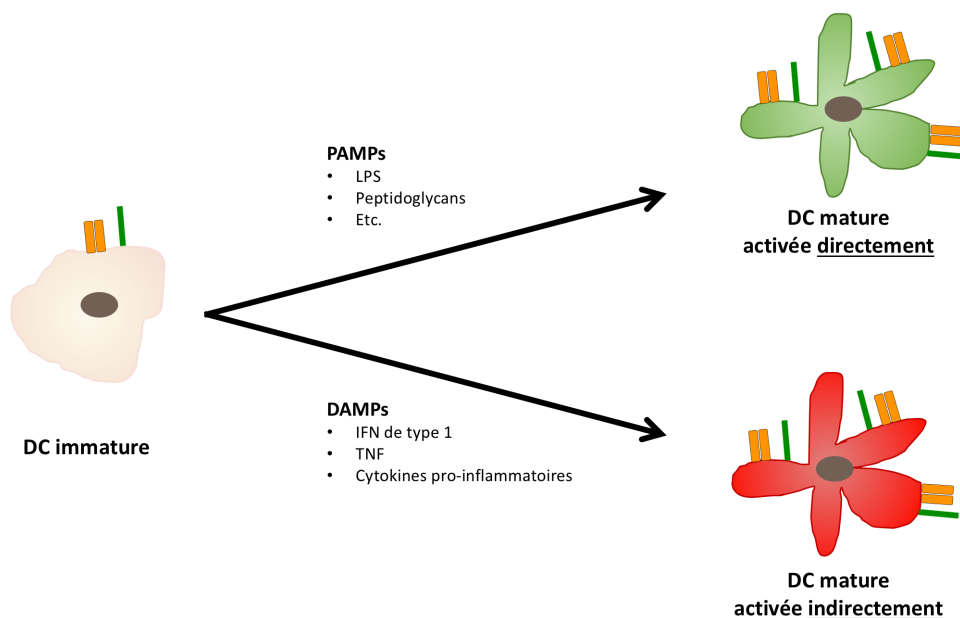 PAMPs
• LPS
• Peptidoglycans
• Etc.
DC mature
activée directement
DC immature
DAMPs
• IFN de type 1
• TNF
• Cytokines pro-inflammatoires
DC mature
activée indirectement